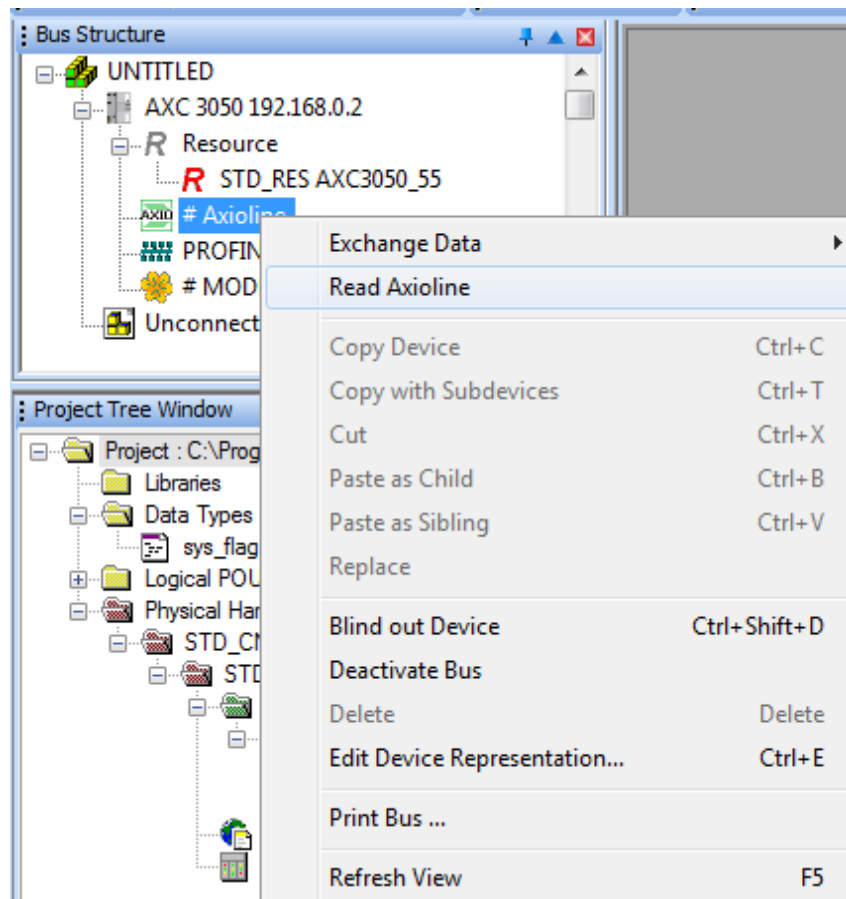 Bus Structure
UNTITLED
AXC 3050 192.168.0.2
R Resource
R STD_RES AXC3050_55
AXIO # Axioline
PROFIN
# MOD
Unconnect
Exchange Data
Read Axioline
Copy Device Ctrl+C
Copy with Subdevices Ctrl+T
Cut Ctrl+X
Paste as Child Ctrl+B
Paste as Sibling Ctrl+V
Replace
Blind out Device Ctrl+Shift+D
Deactivate Bus
Delete Delete
Edit Device Representation... Ctrl+E
Print Bus ...
Refresh View F5
Project Tree Window
Project : C:\Prog
Libraries
Data Types
sys_flag
Logical POU
Physical Har
STD_CN
STD